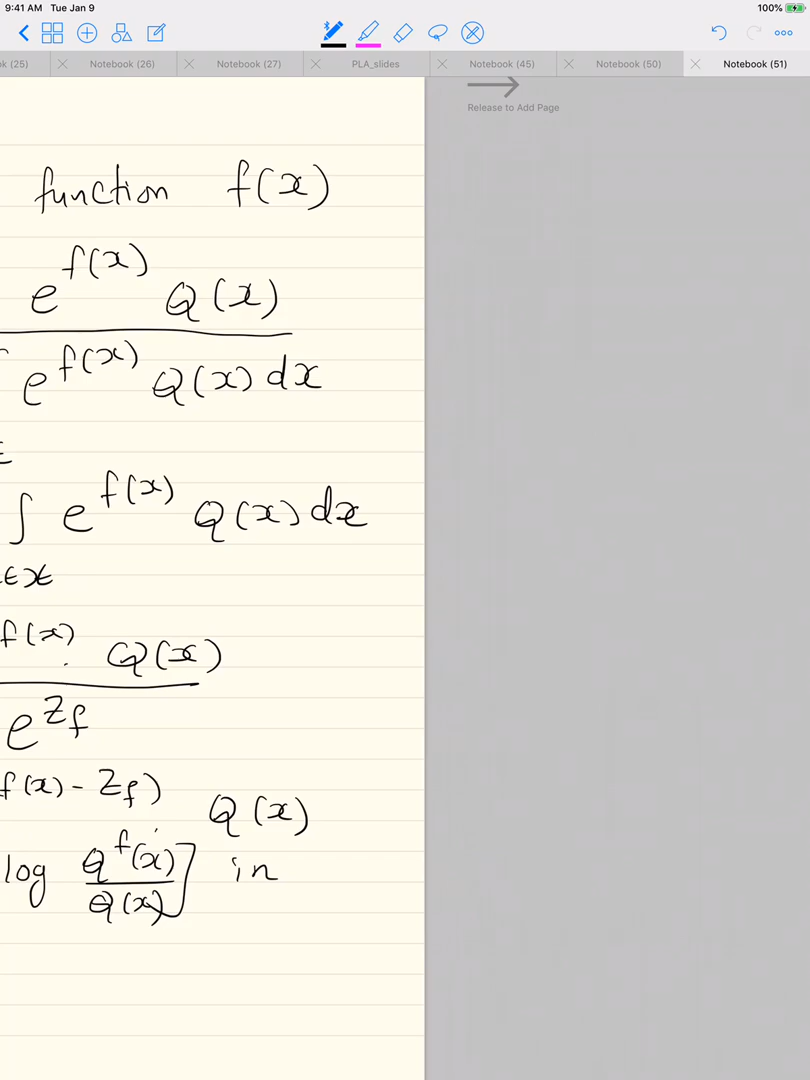 9:41 AM Tue Jan 9 100%
k (25) Notebook (26) Notebook (27) PLA_slides Notebook (45) Notebook (50) Notebook (51)
Release to Add Page
function f(x)
e^{f(x)} Q(x)
e^{f(x)} Q(x) dx
∫ e^{f(x)} Q(x) dx
∈ X
f(x) Q(x)
e^{Z_f}
f(x) - Z_f) Q(x)
log Q^f(x) / Q(x) ] in